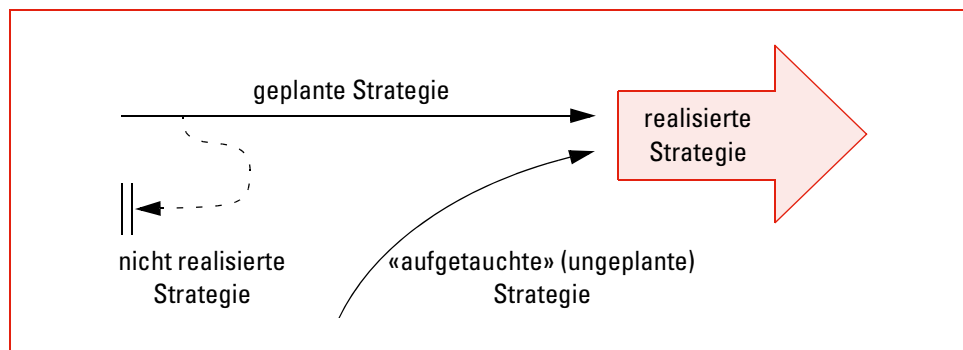 geplante Strategie
realisierte
Strategie
nicht realisierte
Strategie
«aufgetauchte» (ungeplante)
Strategie